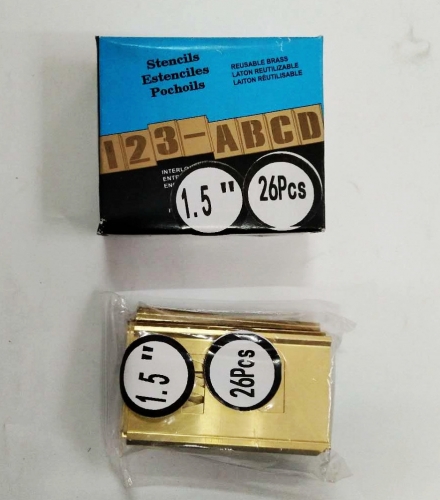 Stencils
Estenciles
Pochoils
REUSABLE BRASS
LATON REUTILIZABLE
LAITON RÉUTILISABLE
123-ABCD
1.5"
26Pcs
1.5"
26Pcs